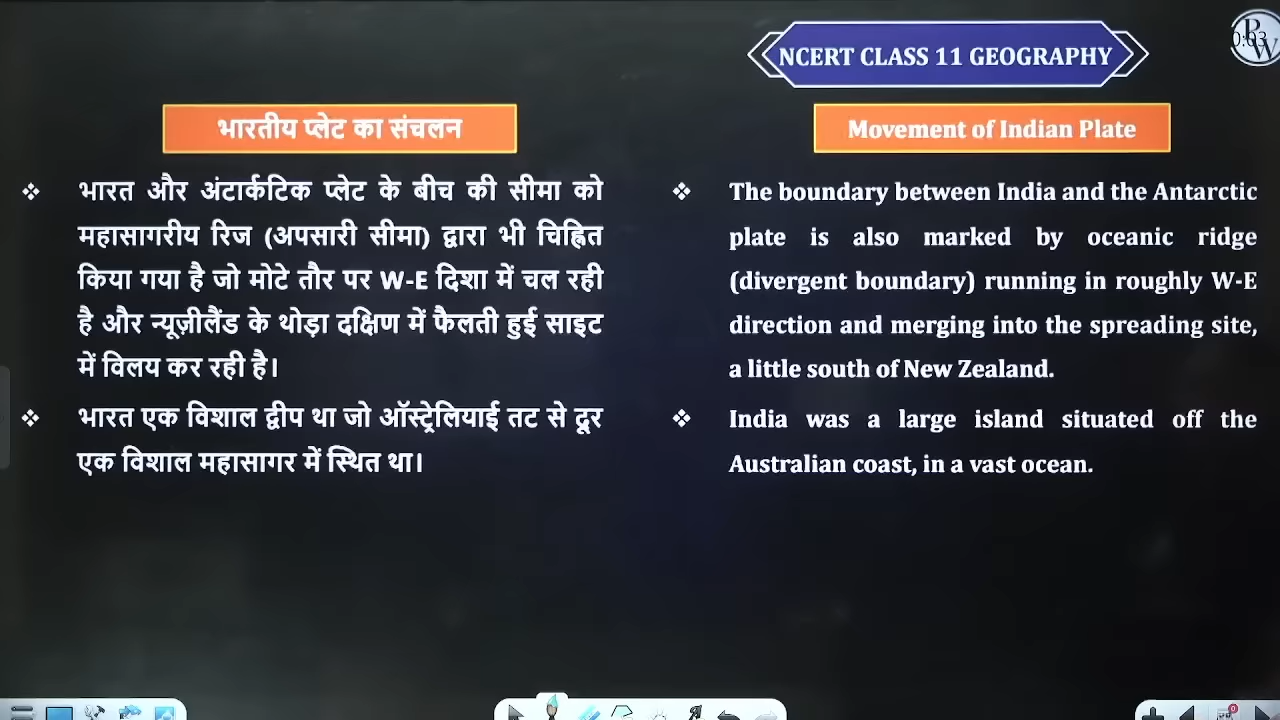 NCERT CLASS 11 GEOGRAPHY
भारतीय प्लेट का संचलन
❖ भारत और अंटार्कटिक प्लेट के बीच की सीमा को
महासागरीय रिज (अपसारी सीमा) द्वारा भी चिह्नित
किया गया है जो मोटे तौर पर W-E दिशा में चल रही
है और न्यूज़ीलैंड के थोड़ा दक्षिण में फैलती हुई साइट
में विलय कर रही है।
❖ भारत एक विशाल द्वीप था जो ऑस्ट्रेलियाई तट से दूर
एक विशाल महासागर में स्थित था।
Movement of Indian Plate
❖ The boundary between India and the Antarctic
plate is also marked by oceanic ridge
(divergent boundary) running in roughly W-E
direction and merging into the spreading site,
a little south of New Zealand.
❖ India was a large island situated off the
Australian coast, in a vast ocean.